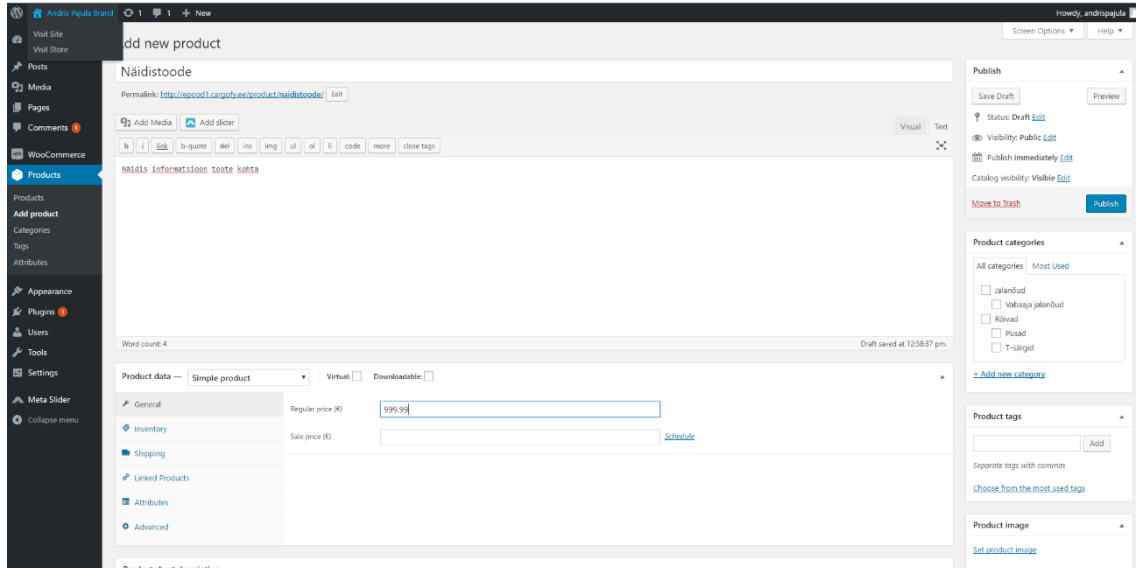 Andris Pajula Brand 1 1 + New Howdy, andrispajula
Visit Site
Visit Store
Screen Options ▼ Help ▼
Posts
Media
Pages
Comments 1
WooCommerce
Products
Products
Add product
Categories
Tags
Attributes
Appearance
Plugins 1
Users
Tools
Settings
Meta Slider
Collapse menu
dd new product
Näidistoode
Permalink: http://epood1.cargofy.ee/product/naidistoode/ Edit
Add Media Add slider
Visual Text
b i link b-quote del ins img ul ol li code more close tags
Näidis informatsioon toote kohta
Word count: 4 Draft saved at 12:58:37 pm.
Product data — Simple product Virtual: Downloadable:
General
Inventory
Shipping
Linked Products
Attributes
Advanced
Regular price (€) 999.99
Sale price (€) Schedule
Product short description
Publish
Save Draft Preview
Status: Draft Edit
Visibility: Public Edit
Publish immediately Edit
Catalog visibility: Visible Edit
Move to Trash Publish
Product categories
All categories Most Used
Jalanõud
Vabaaja jalanõud
Rõivad
Pusad
T-särgid
+ Add new category
Product tags
Add
Separate tags with commas
Choose from the most used tags
Product image
Set product image